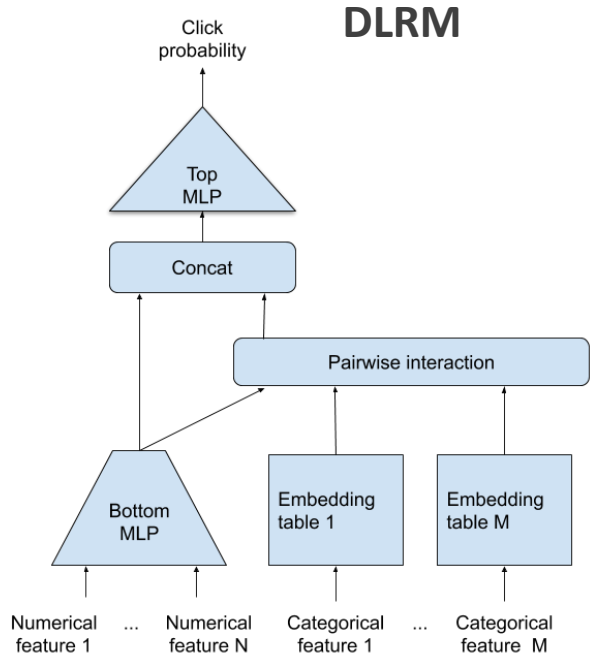 DLRM
Click
probability
Top
MLP
Concat
Pairwise interaction
Bottom
MLP
Embedding
table 1
Embedding
table M
Numerical
feature 1
...
Numerical
feature N
Categorical
feature 1
...
Categorical
feature M